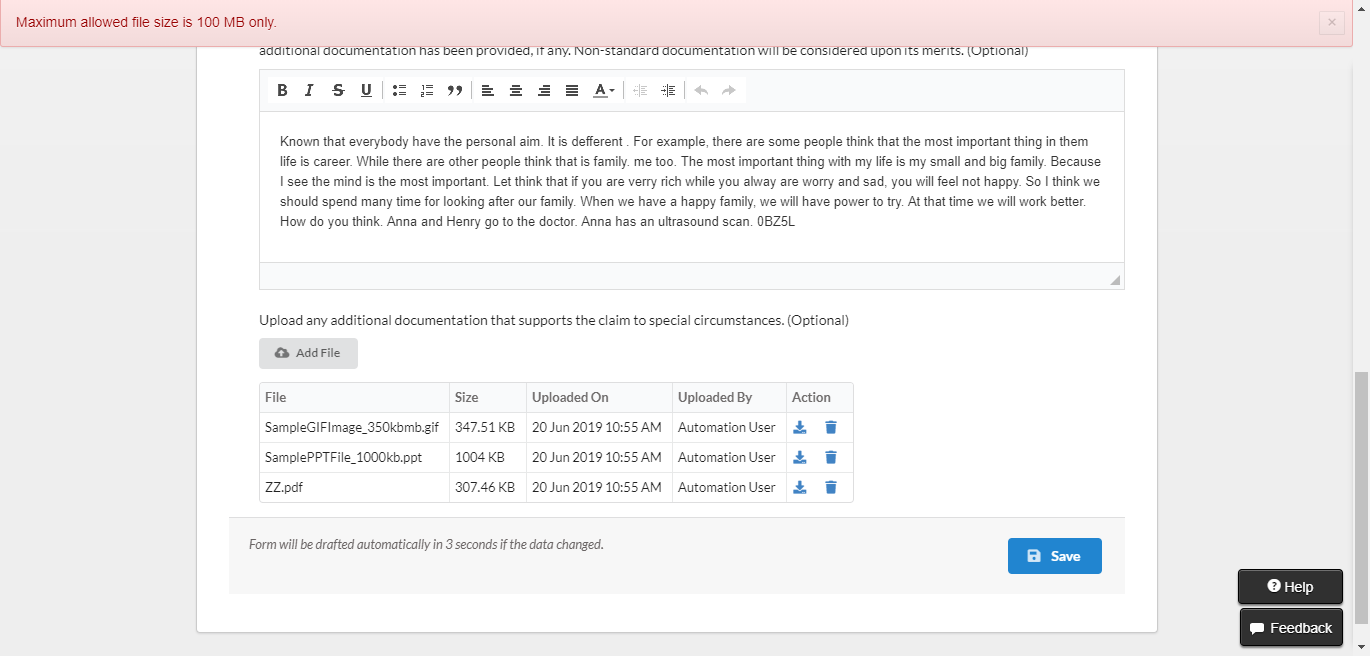 Maximum allowed file size is 100 MB only.
additional documentation has been provided, if any. Non-standard documentation will be considered upon its merits. (Optional)
B I S U A
Known that everybody have the personal aim. It is defferent . For example, there are some people think that the most important thing in them
life is career. While there are other people think that is family. me too. The most important thing with my life is my small and big family. Because
I see the mind is the most important. Let think that if you are verry rich while you alway are worry and sad, you will feel not happy. So I think we
should spend many time for looking after our family. When we have a happy family, we will have power to try. At that time we will work better.
How do you think. Anna and Henry go to the doctor. Anna has an ultrasound scan. 0BZ5L
Upload any additional documentation that supports the claim to special circumstances. (Optional)
Add File
File Size Uploaded On Uploaded By Action
SampleGIFImage_350kbmb.gif 347.51 KB 20 Jun 2019 10:55 AM Automation User
SamplePPTFile_1000kb.ppt 1004 KB 20 Jun 2019 10:55 AM Automation User
ZZ.pdf 307.46 KB 20 Jun 2019 10:55 AM Automation User
Form will be drafted automatically in 3 seconds if the data changed.
Save
Help
Feedback